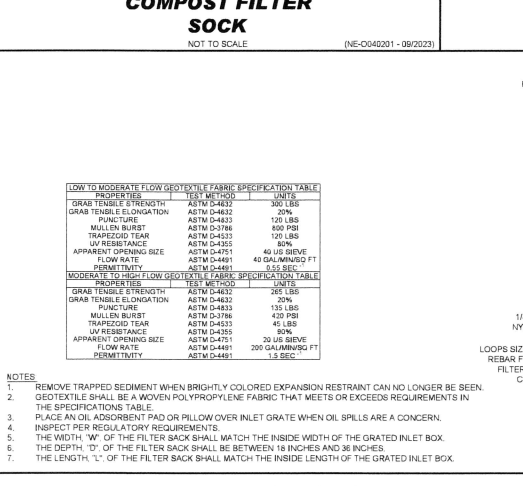 COMPOST FILTER
SOCK
NOT TO SCALE
(NE-O040201 - 09/2023)
LOW TO MODERATE FLOW GEOTEXTILE FABRIC SPECIFICATION TABLE
PROPERTIES TEST METHOD UNITS
GRAB TENSILE STRENGTH ASTM D-4632 300 LBS
GRAB TENSILE ELONGATION ASTM D-4632 20%
PUNCTURE ASTM D-4833 120 LBS
MULLEN BURST ASTM D-3786 800 PSI
TRAPEZOID TEAR ASTM D-4533 120 LBS
UV RESISTANCE ASTM D-4355 80%
APPARENT OPENING SIZE ASTM D-4751 40 US SIEVE
FLOW RATE ASTM D-4491 40 GAL/MIN/SQ FT
PERMITTIVITY ASTM D-4491 0.55 SEC -1
MODERATE TO HIGH FLOW GEOTEXTILE FABRIC SPECIFICATION TABLE
PROPERTIES TEST METHOD UNITS
GRAB TENSILE STRENGTH ASTM D-4632 265 LBS
GRAB TENSILE ELONGATION ASTM D-4632 20%
PUNCTURE ASTM D-4833 135 LBS
MULLEN BURST ASTM D-3786 420 PSI
TRAPEZOID TEAR ASTM D-4533 45 LBS
UV RESISTANCE ASTM D-4355 90%
APPARENT OPENING SIZE ASTM D-4751 20 US SIEVE
FLOW RATE ASTM D-4491 200 GAL/MIN/SQ FT
PERMITTIVITY ASTM D-4491 1.5 SEC -1
1/
NY
LOOPS SIZ
REBAR F
FILTER
C
NOTES
1. REMOVE TRAPPED SEDIMENT WHEN BRIGHTLY COLORED EXPANSION RESTRAINT CAN NO LONGER BE SEEN.
2. GEOTEXTILE SHALL BE A WOVEN POLYPROPYLENE FABRIC THAT MEETS OR EXCEEDS REQUIREMENTS IN
THE SPECIFICATIONS TABLE.
3. PLACE AN OIL ADSORBENT PAD OR PILLOW OVER INLET GRATE WHEN OIL SPILLS ARE A CONCERN.
4. INSPECT PER REGULATORY REQUIREMENTS.
5. THE WIDTH, "W", OF THE FILTER SACK SHALL MATCH THE INSIDE WIDTH OF THE GRATED INLET BOX.
6. THE DEPTH, "D", OF THE FILTER SACK SHALL BE BETWEEN 18 INCHES AND 36 INCHES.
7. THE LENGTH, "L", OF THE FILTER SACK SHALL MATCH THE INSIDE LENGTH OF THE GRATED INLET BOX.